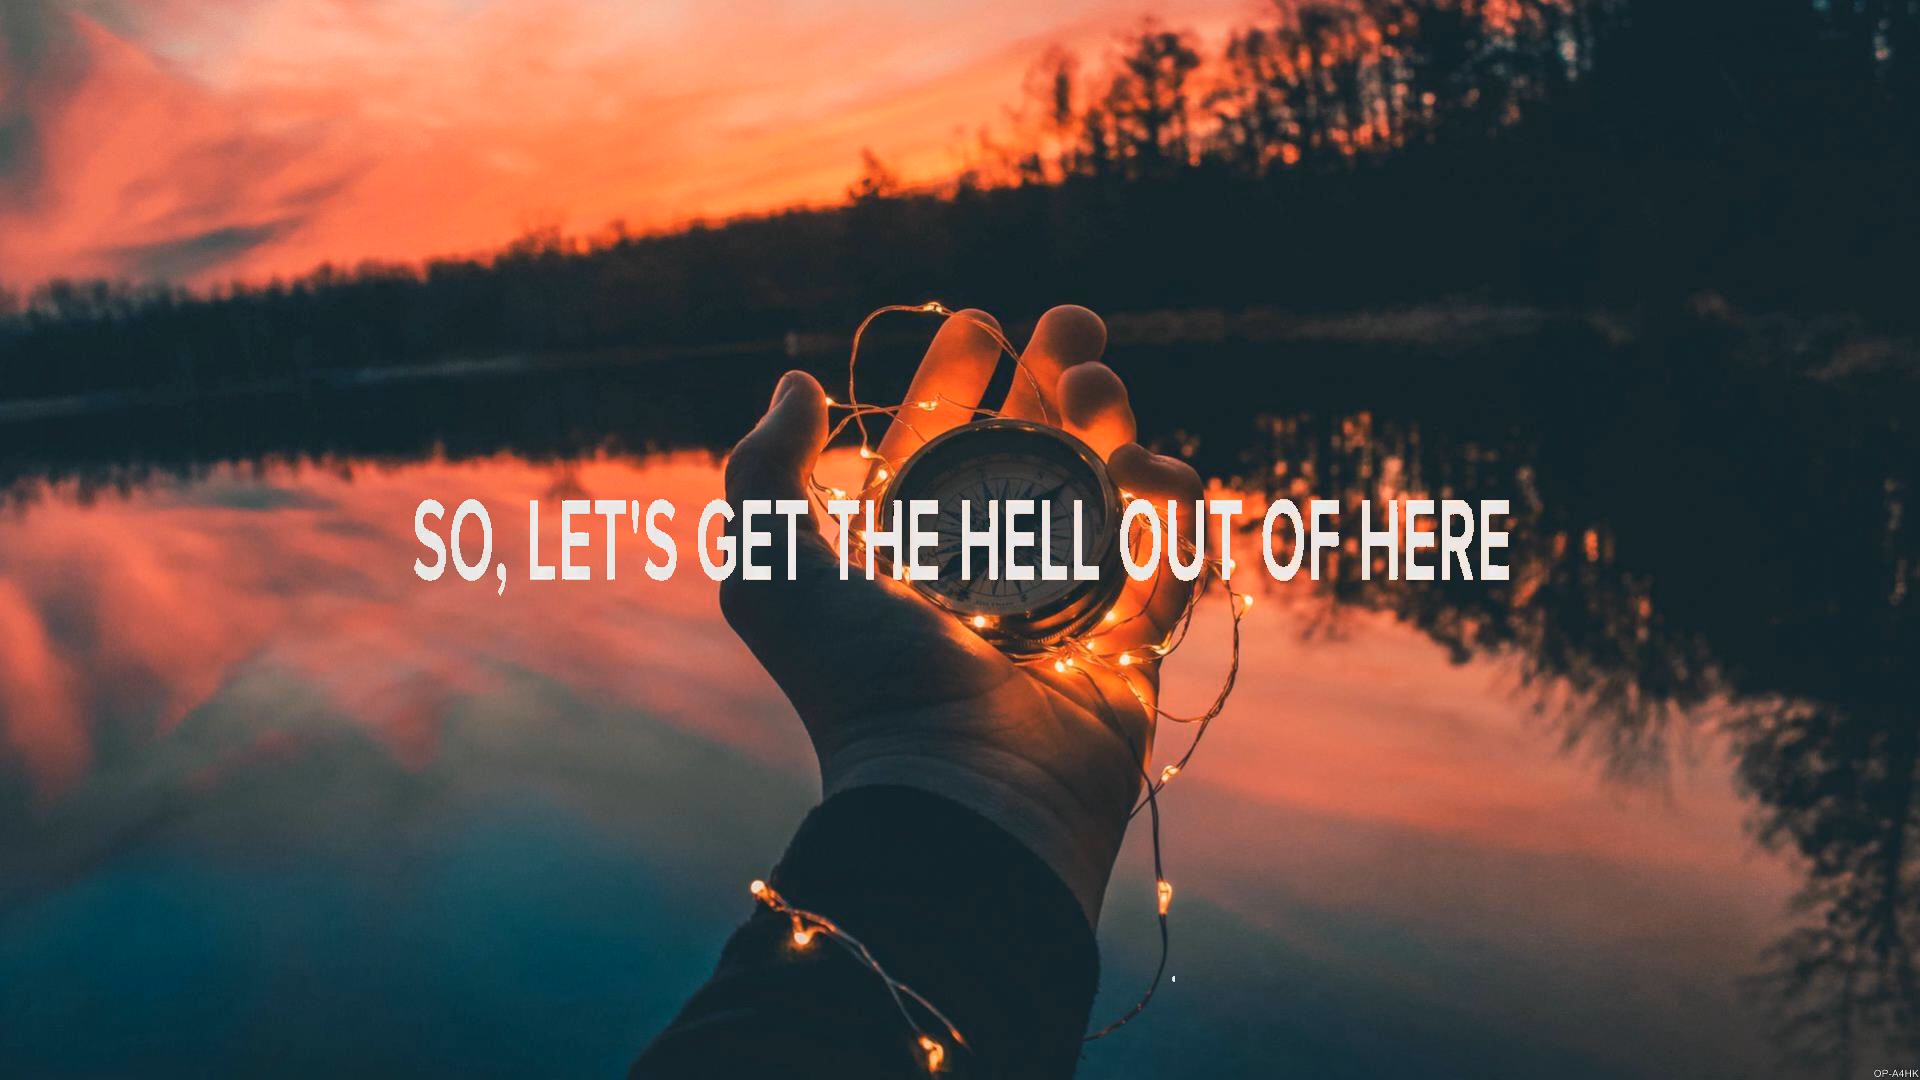 SO, LET'S GET THE HELL OUT OF HERE
OP-A4HK